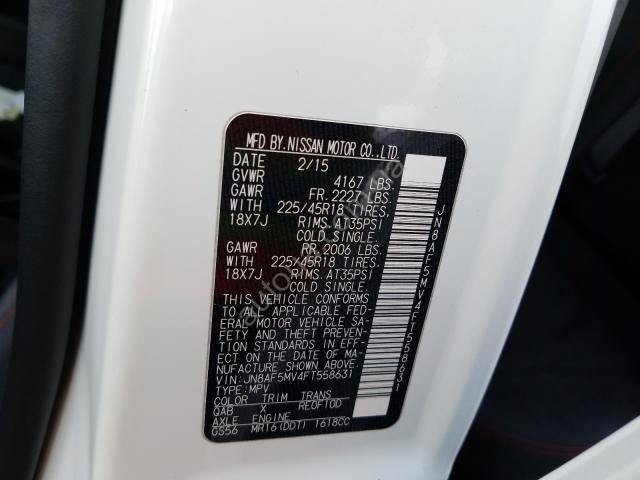 MFD BY.NISSAN MOTOR CO.,LTD.
DATE 2/15
GVWR 4167 LBS.
GAWR FR. 2227 LBS.
WITH 225/45R18 TIRES.
18X7J RIMS.AT35PSI
COLD SINGLE.
GAWR RR. 2006 LBS.
WITH 225/45R18 TIRES.
18X7J RIMS.AT35PSI
COLD SINGLE.
THIS VEHICLE CONFORMS
TO ALL APPLICABLE FED-
ERAL MOTOR VEHICLE SA-
FETY AND THEFT PREVEN-
TION STANDARDS IN EFF-
ECT ON THE DATE OF MA-
NUFACTURE SHOWN ABOVE.
VIN:JN8AF5MV4FT558631
TYPE: MPV
COLOR TRIM TRANS
QAB X RE0F10D
AXLE ENGINE
GS56 MR16(DDT) 1618CC
JN8AF5MV4FT558631